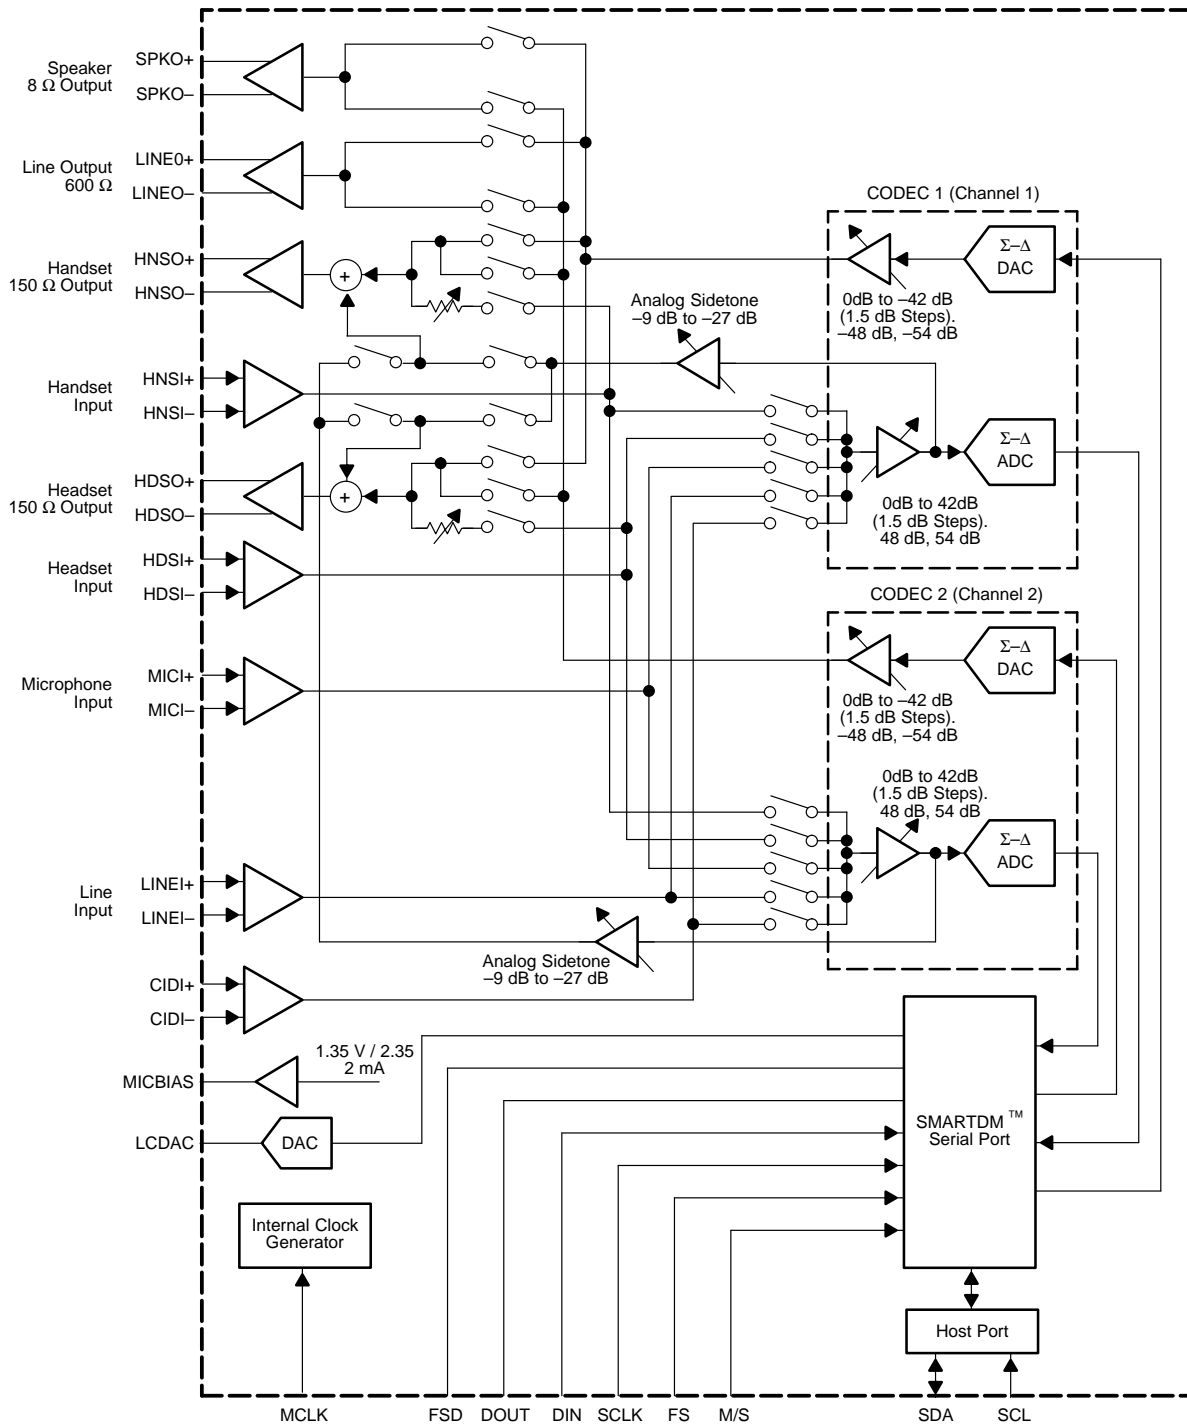 SPKO+
Speaker
8 Ω Output
SPKO–
LINE0+
Line Output
600 Ω
LINEO–
CODEC 1 (Channel 1)
Σ–Δ
DAC
HNSO+
Handset
150 Ω Output
HNSO–
+
Analog Sidetone
–9 dB to –27 dB
0dB to –42 dB
(1.5 dB Steps).
–48 dB, –54 dB
HNSI+
Handset
Input
HNSI–
Σ–Δ
ADC
HDSO+
Headset
150 Ω Output
HDSO–
+
0dB to 42dB
(1.5 dB Steps).
48 dB, 54 dB
HDSI+
Headset
Input
HDSI–
CODEC 2 (Channel 2)
Σ–Δ
DAC
MICI+
Microphone
Input
MICI–
0dB to –42 dB
(1.5 dB Steps).
–48 dB, –54 dB
0dB to 42dB
(1.5 dB Steps).
48 dB, 54 dB
Σ–Δ
ADC
LINEI+
Line
Input
LINEI–
Analog Sidetone
–9 dB to –27 dB
CIDI+
CIDI–
1.35 V / 2.35
2 mA
MICBIAS
LCDAC
DAC
SMARTDM ™
Serial Port
Internal Clock
Generator
Host Port
MCLK FSD DOUT DIN SCLK FS M/S SDA SCL